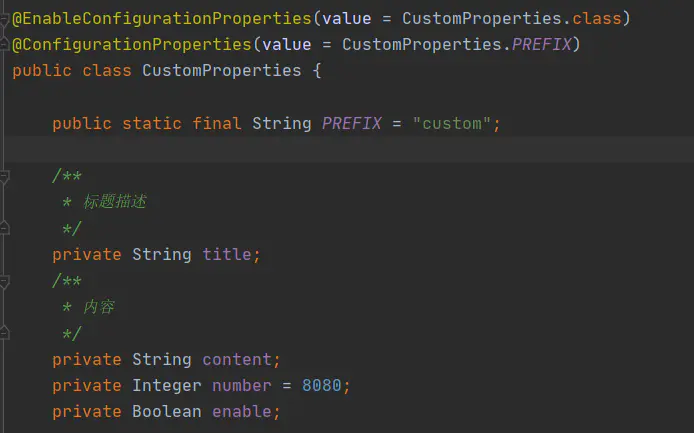 @EnableConfigurationProperties(value = CustomProperties.class)
@ConfigurationProperties(value = CustomProperties.PREFIX)
public class CustomProperties {
public static final String PREFIX = "custom";
/**
* 标题描述
*/
private String title;
/**
* 内容
*/
private String content;
private Integer number = 8080;
private Boolean enable;